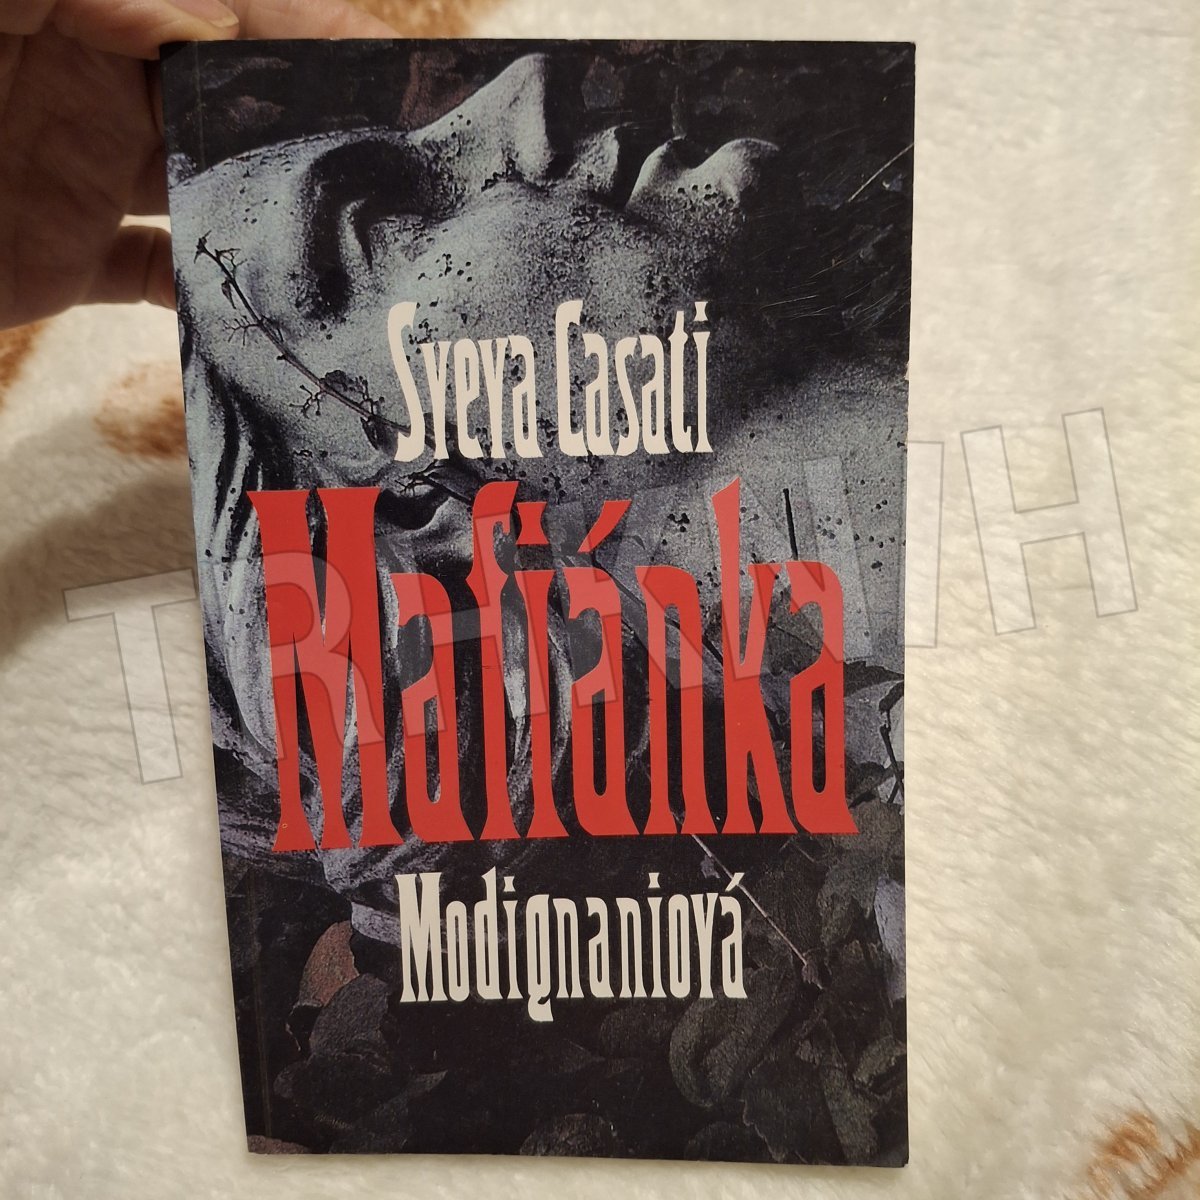 Sveva Casati
Mafiánka
Modignaniová